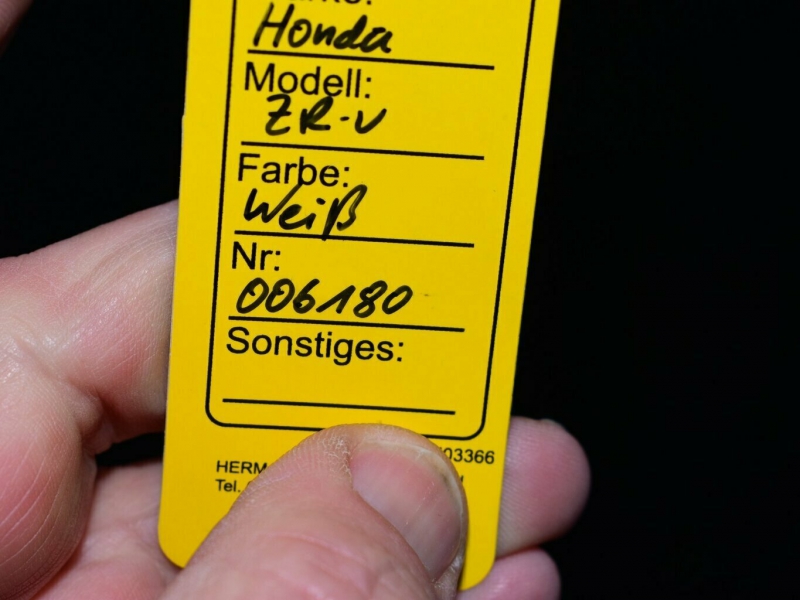 Honda
Modell:
ZR-V
Farbe:
Weiß
Nr:
006180
Sonstiges:
03366
HERM
Tel.